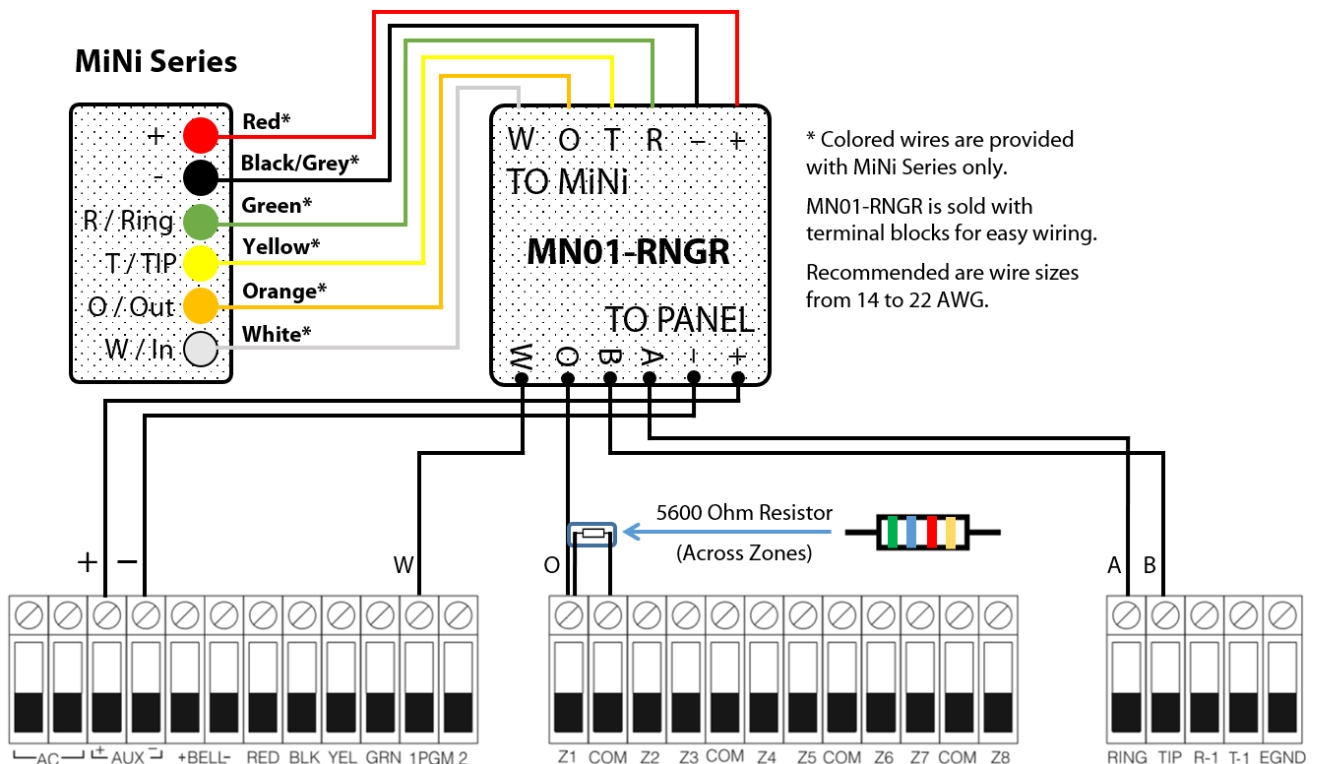 MiNi Series
+
-
R / Ring
T / TIP
O / Out
W / In
Red*
Black/Grey*
Green*
Yellow*
Orange*
White*
W O T R − +
TO MiNi
MN01-RNGR
TO PANEL
W O B A − +
* Colored wires are provided
with MiNi Series only.
MN01-RNGR is sold with
terminal blocks for easy wiring.
Recommended are wire sizes
from 14 to 22 AWG.
5600 Ohm Resistor
(Across Zones)
+ −
W
O
A B
AC + AUX - +BELL- RED BLK YEL GRN 1PGM 2
Z1 COM Z2 Z3 COM Z4 Z5 COM Z6 Z7 COM Z8
RING TIP R-1 T-1 EGND